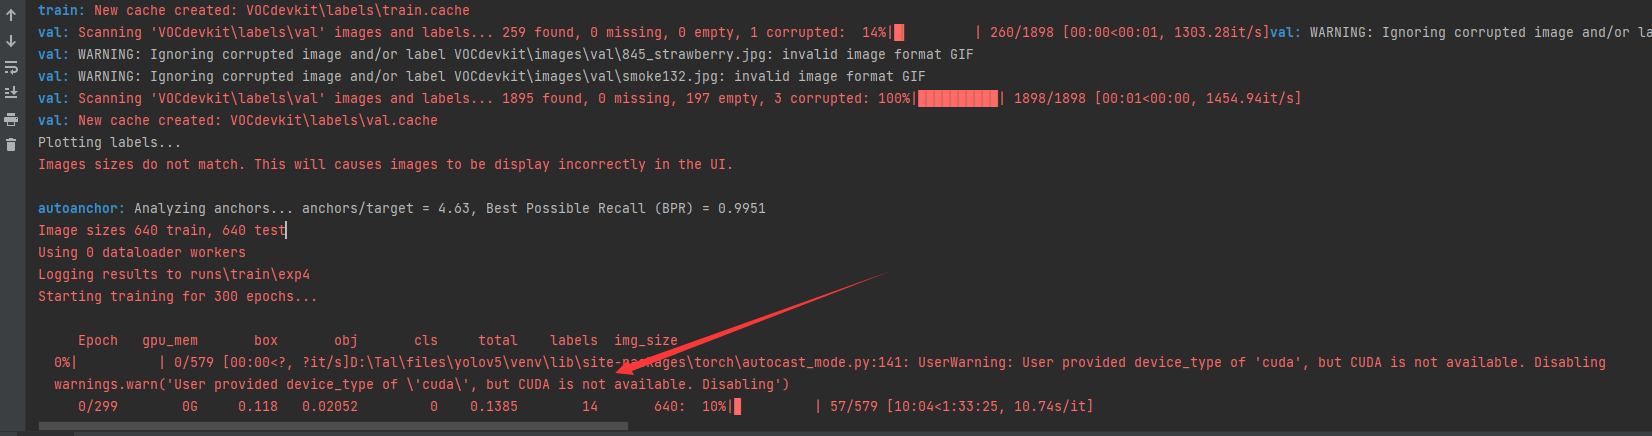 train: New cache created: VOCdevkit\labels\train.cache
val: Scanning 'VOCdevkit\labels\val' images and labels... 259 found, 0 missing, 0 empty, 1 corrupted:  14%|█         | 260/1898 [00:00<00:01, 1303.28it/s]val: WARNING: Ignoring corrupted image and/or la
val: WARNING: Ignoring corrupted image and/or label VOCdevkit\images\val\845_strawberry.jpg: invalid image format GIF
val: WARNING: Ignoring corrupted image and/or label VOCdevkit\images\val\smoke132.jpg: invalid image format GIF
val: Scanning 'VOCdevkit\labels\val' images and labels... 1895 found, 0 missing, 197 empty, 3 corrupted: 100%|██████████| 1898/1898 [00:01<00:00, 1454.94it/s]
val: New cache created: VOCdevkit\labels\val.cache
Plotting labels...
Images sizes do not match. This will causes images to be display incorrectly in the UI.
autoanchor: Analyzing anchors... anchors/target = 4.63, Best Possible Recall (BPR) = 0.9951
Image sizes 640 train, 640 test
Using 0 dataloader workers
Logging results to runs\train\exp4
Starting training for 300 epochs...
Epoch   gpu_mem       box       obj       cls     total    labels  img_size
0%|          | 0/579 [00:00<?, ?it/s]D:\Tal\files\yolov5\venv\lib\site-packages\torch\autocast_mode.py:141: UserWarning: User provided device_type of 'cuda', but CUDA is not available. Disabling
warnings.warn('User provided device_type of \'cuda\', but CUDA is not available. Disabling')
0/299        0G     0.118   0.02052         0    0.1385        14       640:  10%|█         | 57/579 [10:04<1:33:25, 10.74s/it]